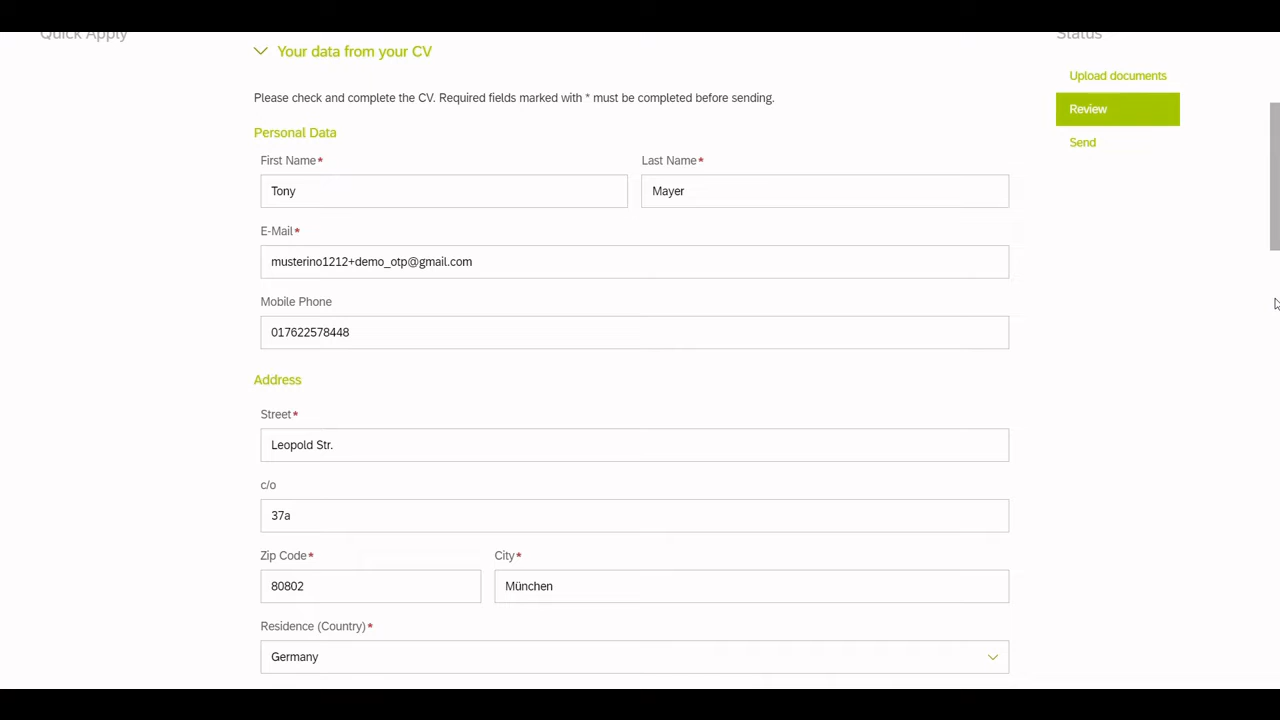 Quick Apply
Status
Your data from your CV
Upload documents
Please check and complete the CV. Required fields marked with * must be completed before sending.
Review
Personal Data
Send
First Name*
Last Name*
Tony
Mayer
E-Mail*
musterino1212+demo_otp@gmail.com
Mobile Phone
017622578448
Address
Street*
Leopold Str.
c/o
37a
Zip Code*
City*
80802
München
Residence (Country)*
Germany